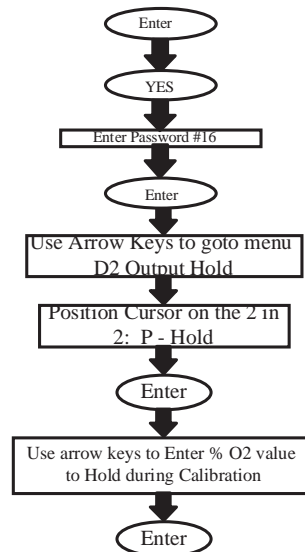 Enter
YES
Enter Password #16
Enter
Use Arrow Keys to goto menu
D2 Output Hold
Position Cursor on the 2 in
2: P - Hold
Enter
Use arrow keys to Enter % O2 value
to Hold during Calibration
Enter